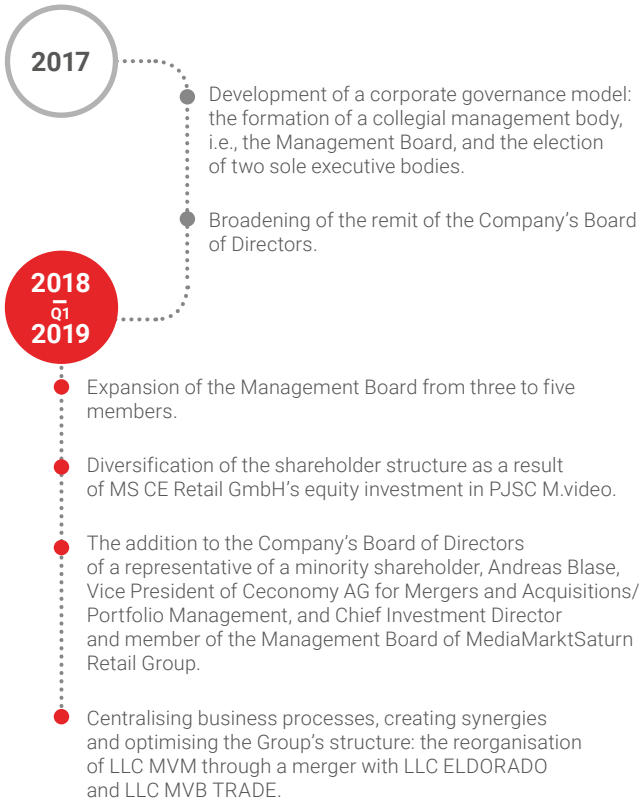 2017
Development of a corporate governance model:
the formation of a collegial management body,
i.e., the Management Board, and the election
of two sole executive bodies.
Broadening of the remit of the Company’s Board
of Directors.
2018
–
Q1
2019
Expansion of the Management Board from three to five
members.
Diversification of the shareholder structure as a result
of MS CE Retail GmbH’s equity investment in PJSC M.video.
The addition to the Company’s Board of Directors
of a representative of a minority shareholder, Andreas Blase,
Vice President of Ceconomy AG for Mergers and Acquisitions/
Portfolio Management, and Chief Investment Director
and member of the Management Board of MediaMarktSaturn
Retail Group.
Centralising business processes, creating synergies
and optimising the Group’s structure: the reorganisation
of LLC MVM through a merger with LLC ELDORADO
and LLC MVB TRADE.